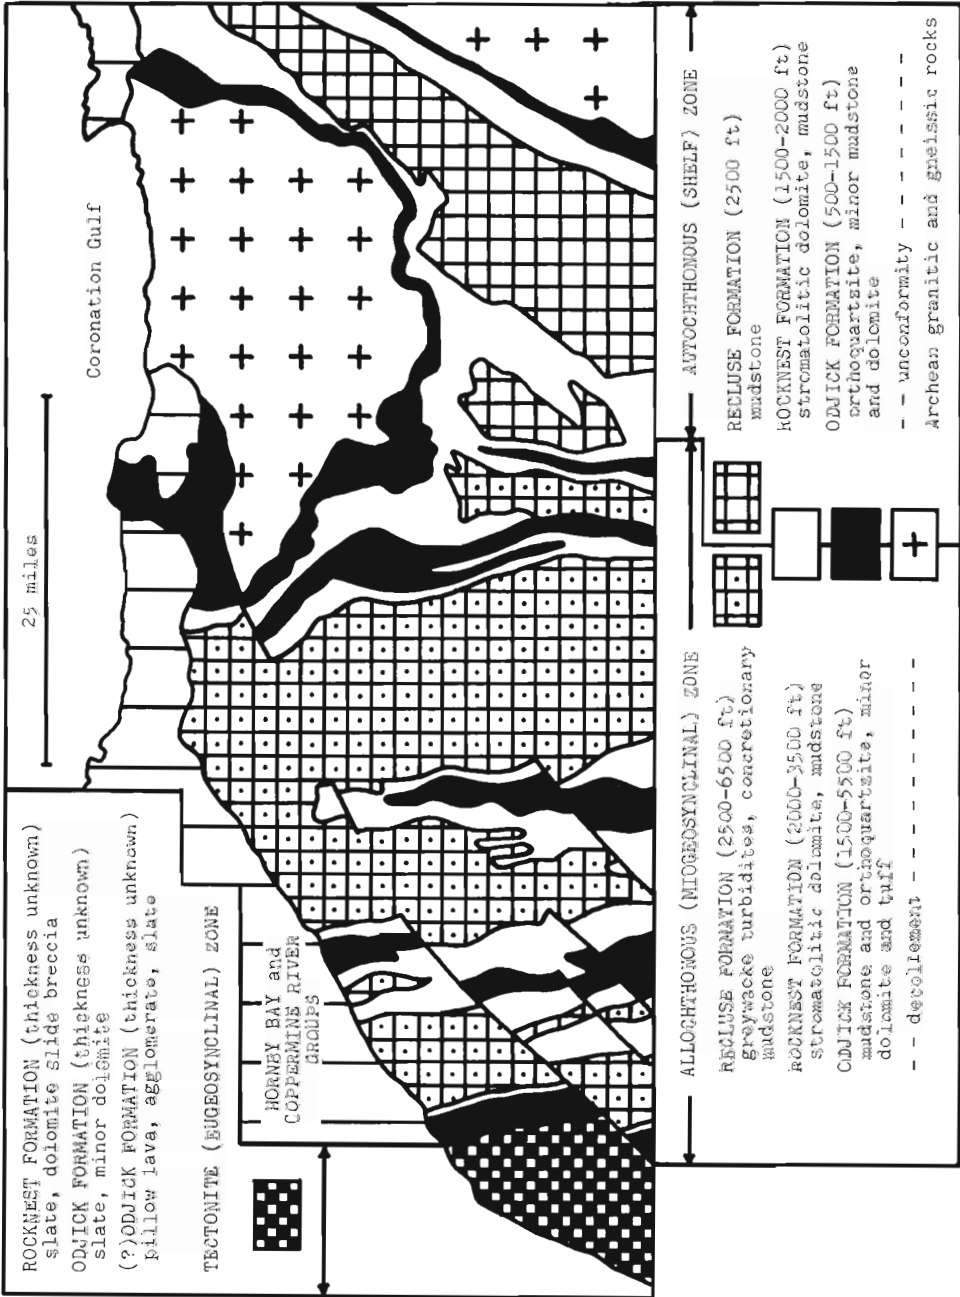 ROCKNEST FORMATION (thickness unknown)
slate, dolomite slide breccia
ODJICK FORMATION (thickness unknown)
slate, minor dolomite
(?)ODJICK FORMATION (thickness unknown)
pillow lava, agglomerate, slate
TECTONITE (EUGEOSYNCLINAL) ZONE
HORNBY BAY and
COPPERMINE RIVER
GROUPS
25 miles
Coronation Gulf
ALLOCHTHONOUS (MIOGEOSYNCLINAL) ZONE
RECLUSE FORMATION (2500-6500 ft)
greywacke turbidites, concretionary
mudstone
ROCKNEST FORMATION (2000-3500 ft)
stromatolitic dolomite, mudstone
ODJICK FORMATION (1500-5500 ft)
mudstone and orthoquartzite, minor
dolomite and tuff
- - decollement - - - - - - - - -
AUTOCHTHONOUS (SHELF) ZONE
RECLUSE FORMATION (2500 ft)
mudstone
ROCKNEST FORMATION (1500-2000 ft)
stromatolitic dolomite, mudstone
ODJICK FORMATION (500-1500 ft)
orthoquartzite, minor mudstone
and dolomite
- - unconformity - - - - - - - -
Archean granitic and gneissic rocks